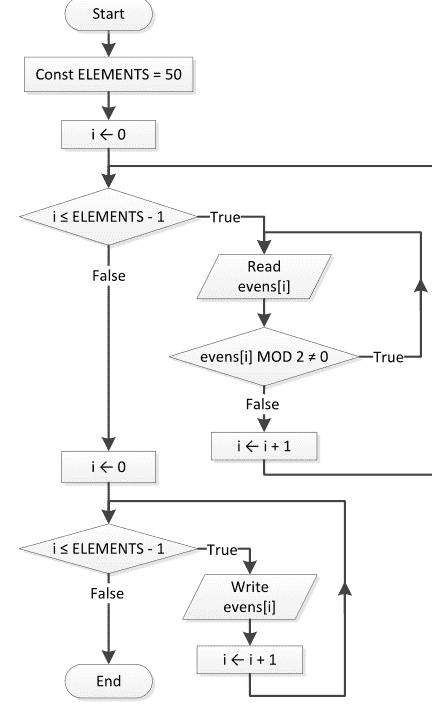 Start
Const ELEMENTS = 50
i ← 0
i ≤ ELEMENTS - 1
True
False
Read
evens[i]
evens[i] MOD 2 ≠ 0
True
False
i ← i + 1
i ← 0
i ≤ ELEMENTS - 1
True
False
Write
evens[i]
i ← i + 1
End